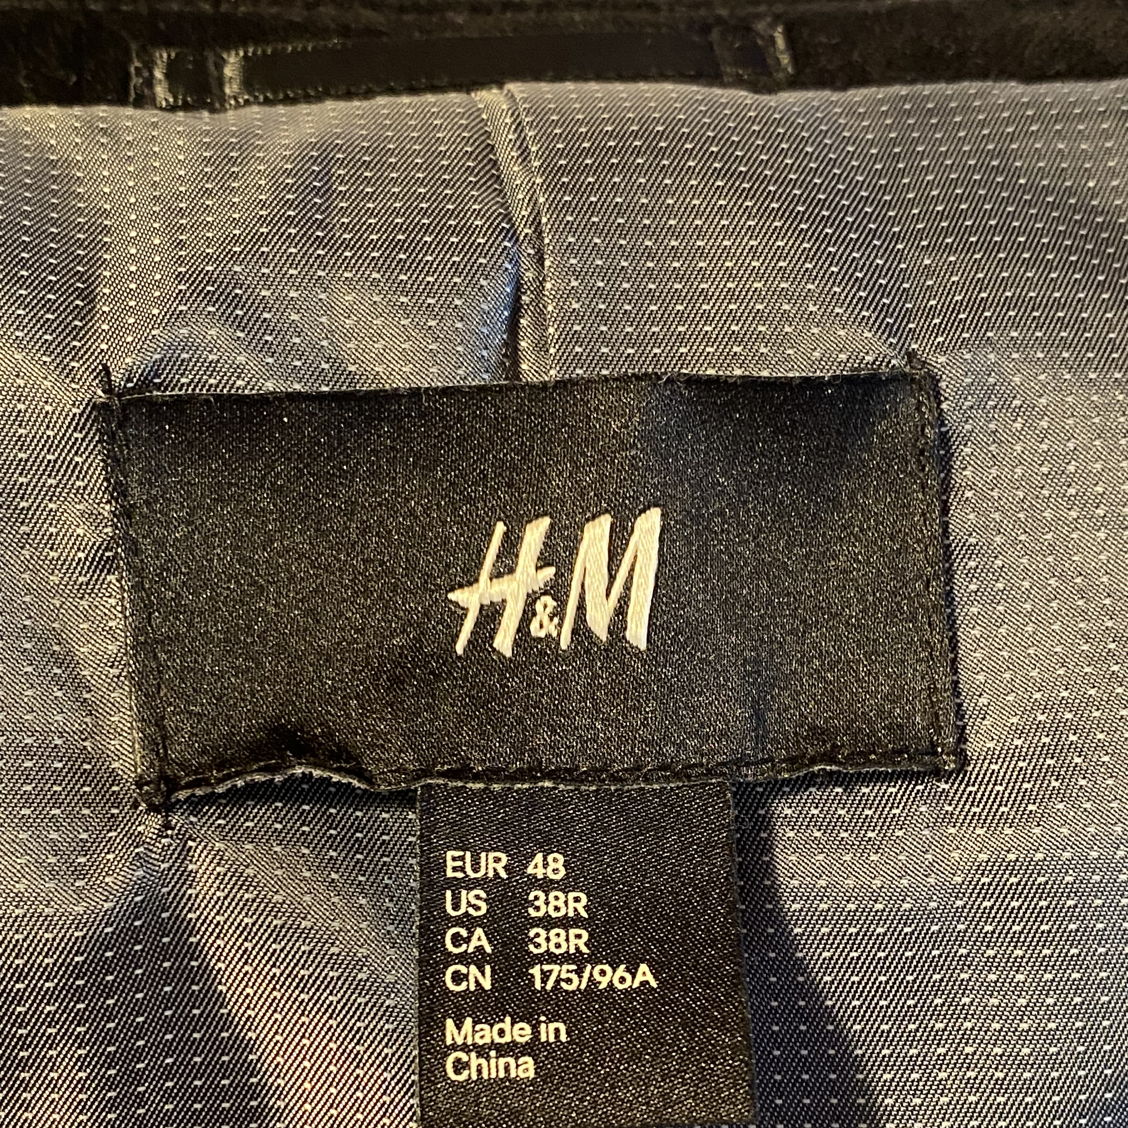 H&M
EUR 48
US 38R
CA 38R
CN 175/96A
Made in
China